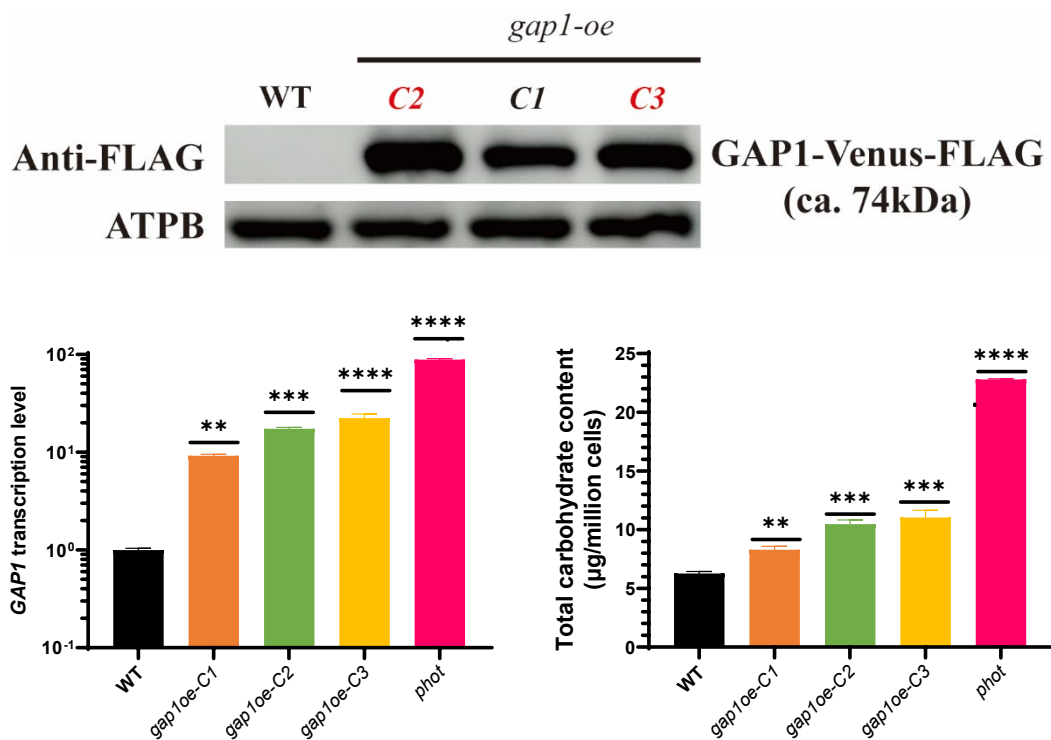 gap1-oe
WT C2 C1 C3
Anti-FLAG
GAP1-Venus-FLAG
(ca. 74kDa)
ATPB
GAP1 transcription level
10²
10¹
10⁰
10⁻¹
** *** **** ****
WT gap1oe-C1 gap1oe-C2 gap1oe-C3 phot
Total carbohydrate content
(μg/million cells)
25
20
15
10
5
0
** *** *** ****
WT gap1oe-C1 gap1oe-C2 gap1oe-C3 phot